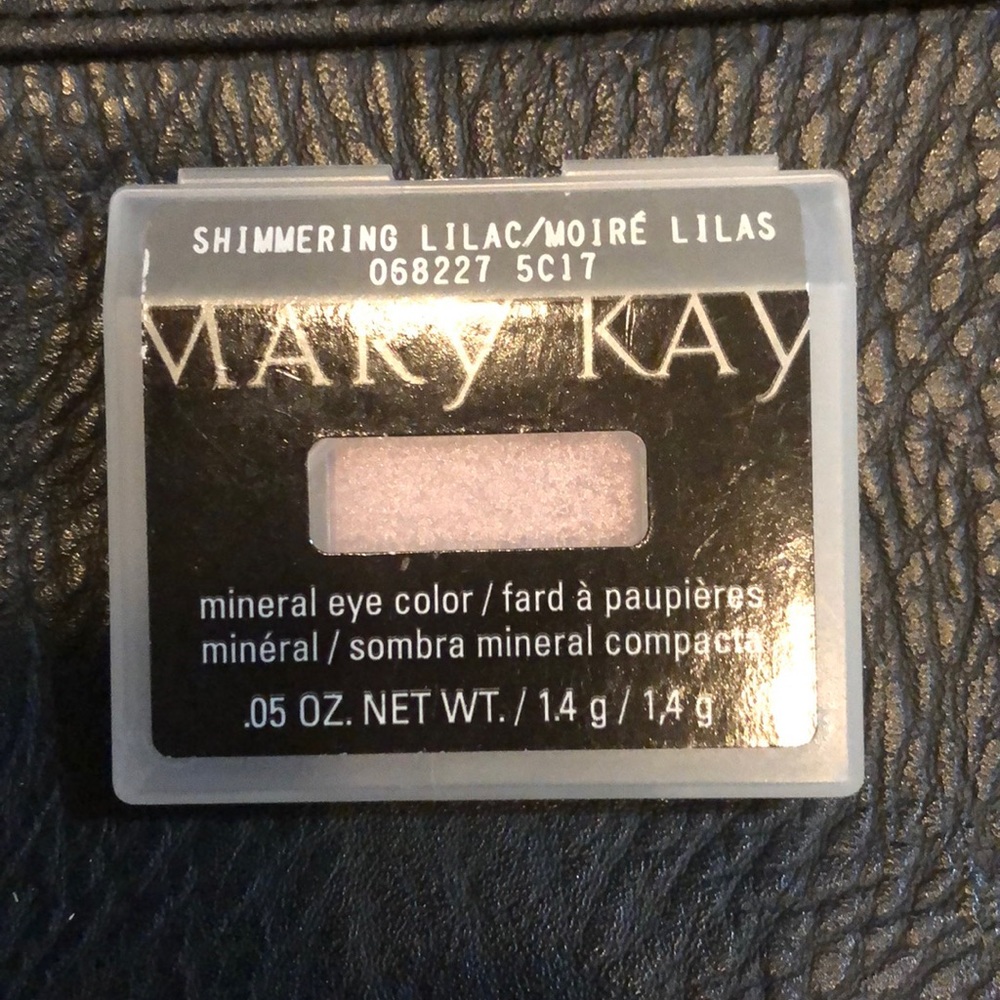 SHIMMERING LILAC/MOIRÉ LILAS
068227 5C17
MARY KAY
mineral eye color / fard à paupières
minéral / sombra mineral compacta
.05 OZ. NET WT. / 1.4 g / 1,4 g